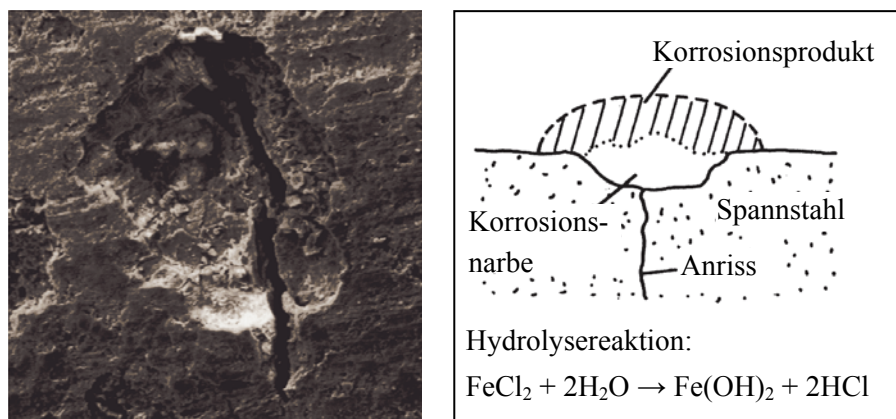 Korrosionsprodukt
Korrosions-
narbe
Spannstahl
Anriss
Hydrolysereaktion:
FeCl₂ + 2H₂O → Fe(OH)₂ + 2HCl